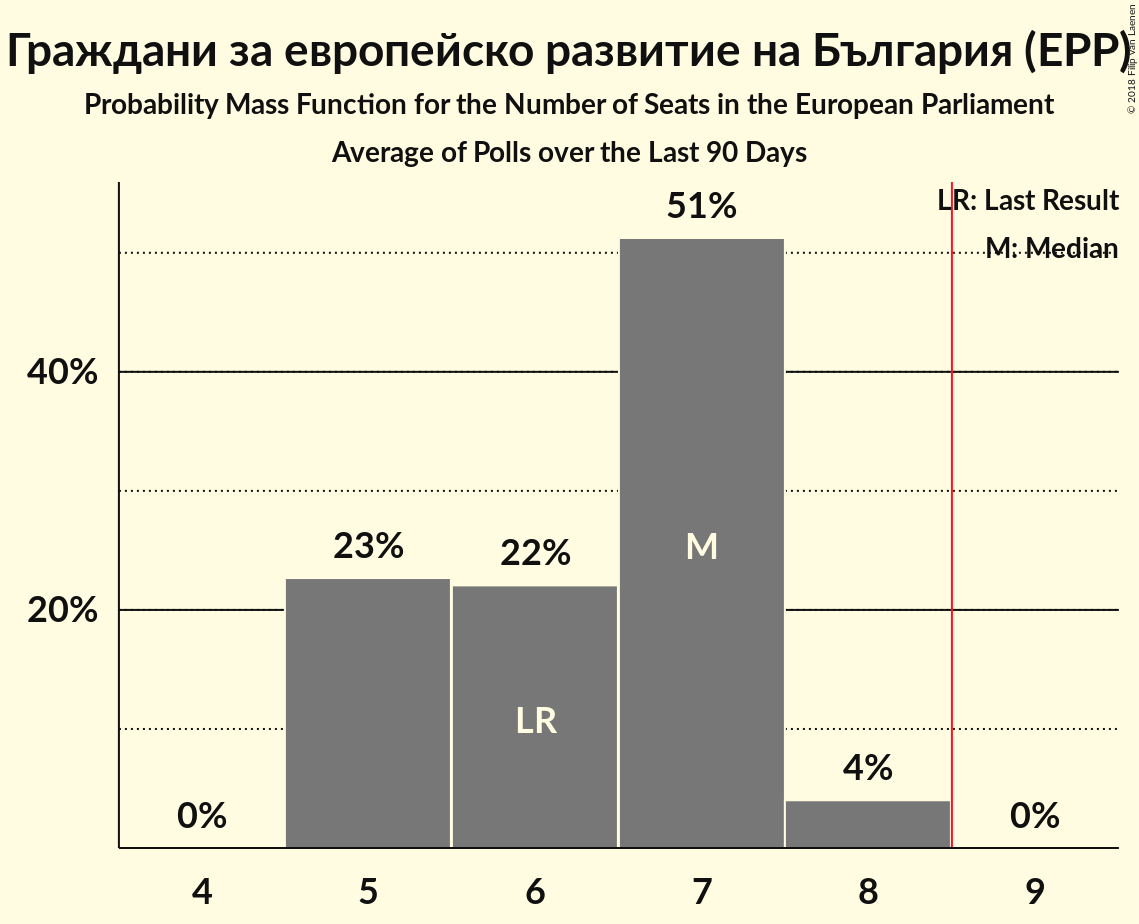 Граждани за европейско развитие на България (EPP)
Probability Mass Function for the Number of Seats in the European Parliament
Average of Polls over the Last 90 Days
© 2018 Filip van Laenen
LR: Last Result
M: Median
51%
40%
23%
22%
M
20%
LR
4%
0%
0%
4 5 6 7 8 9